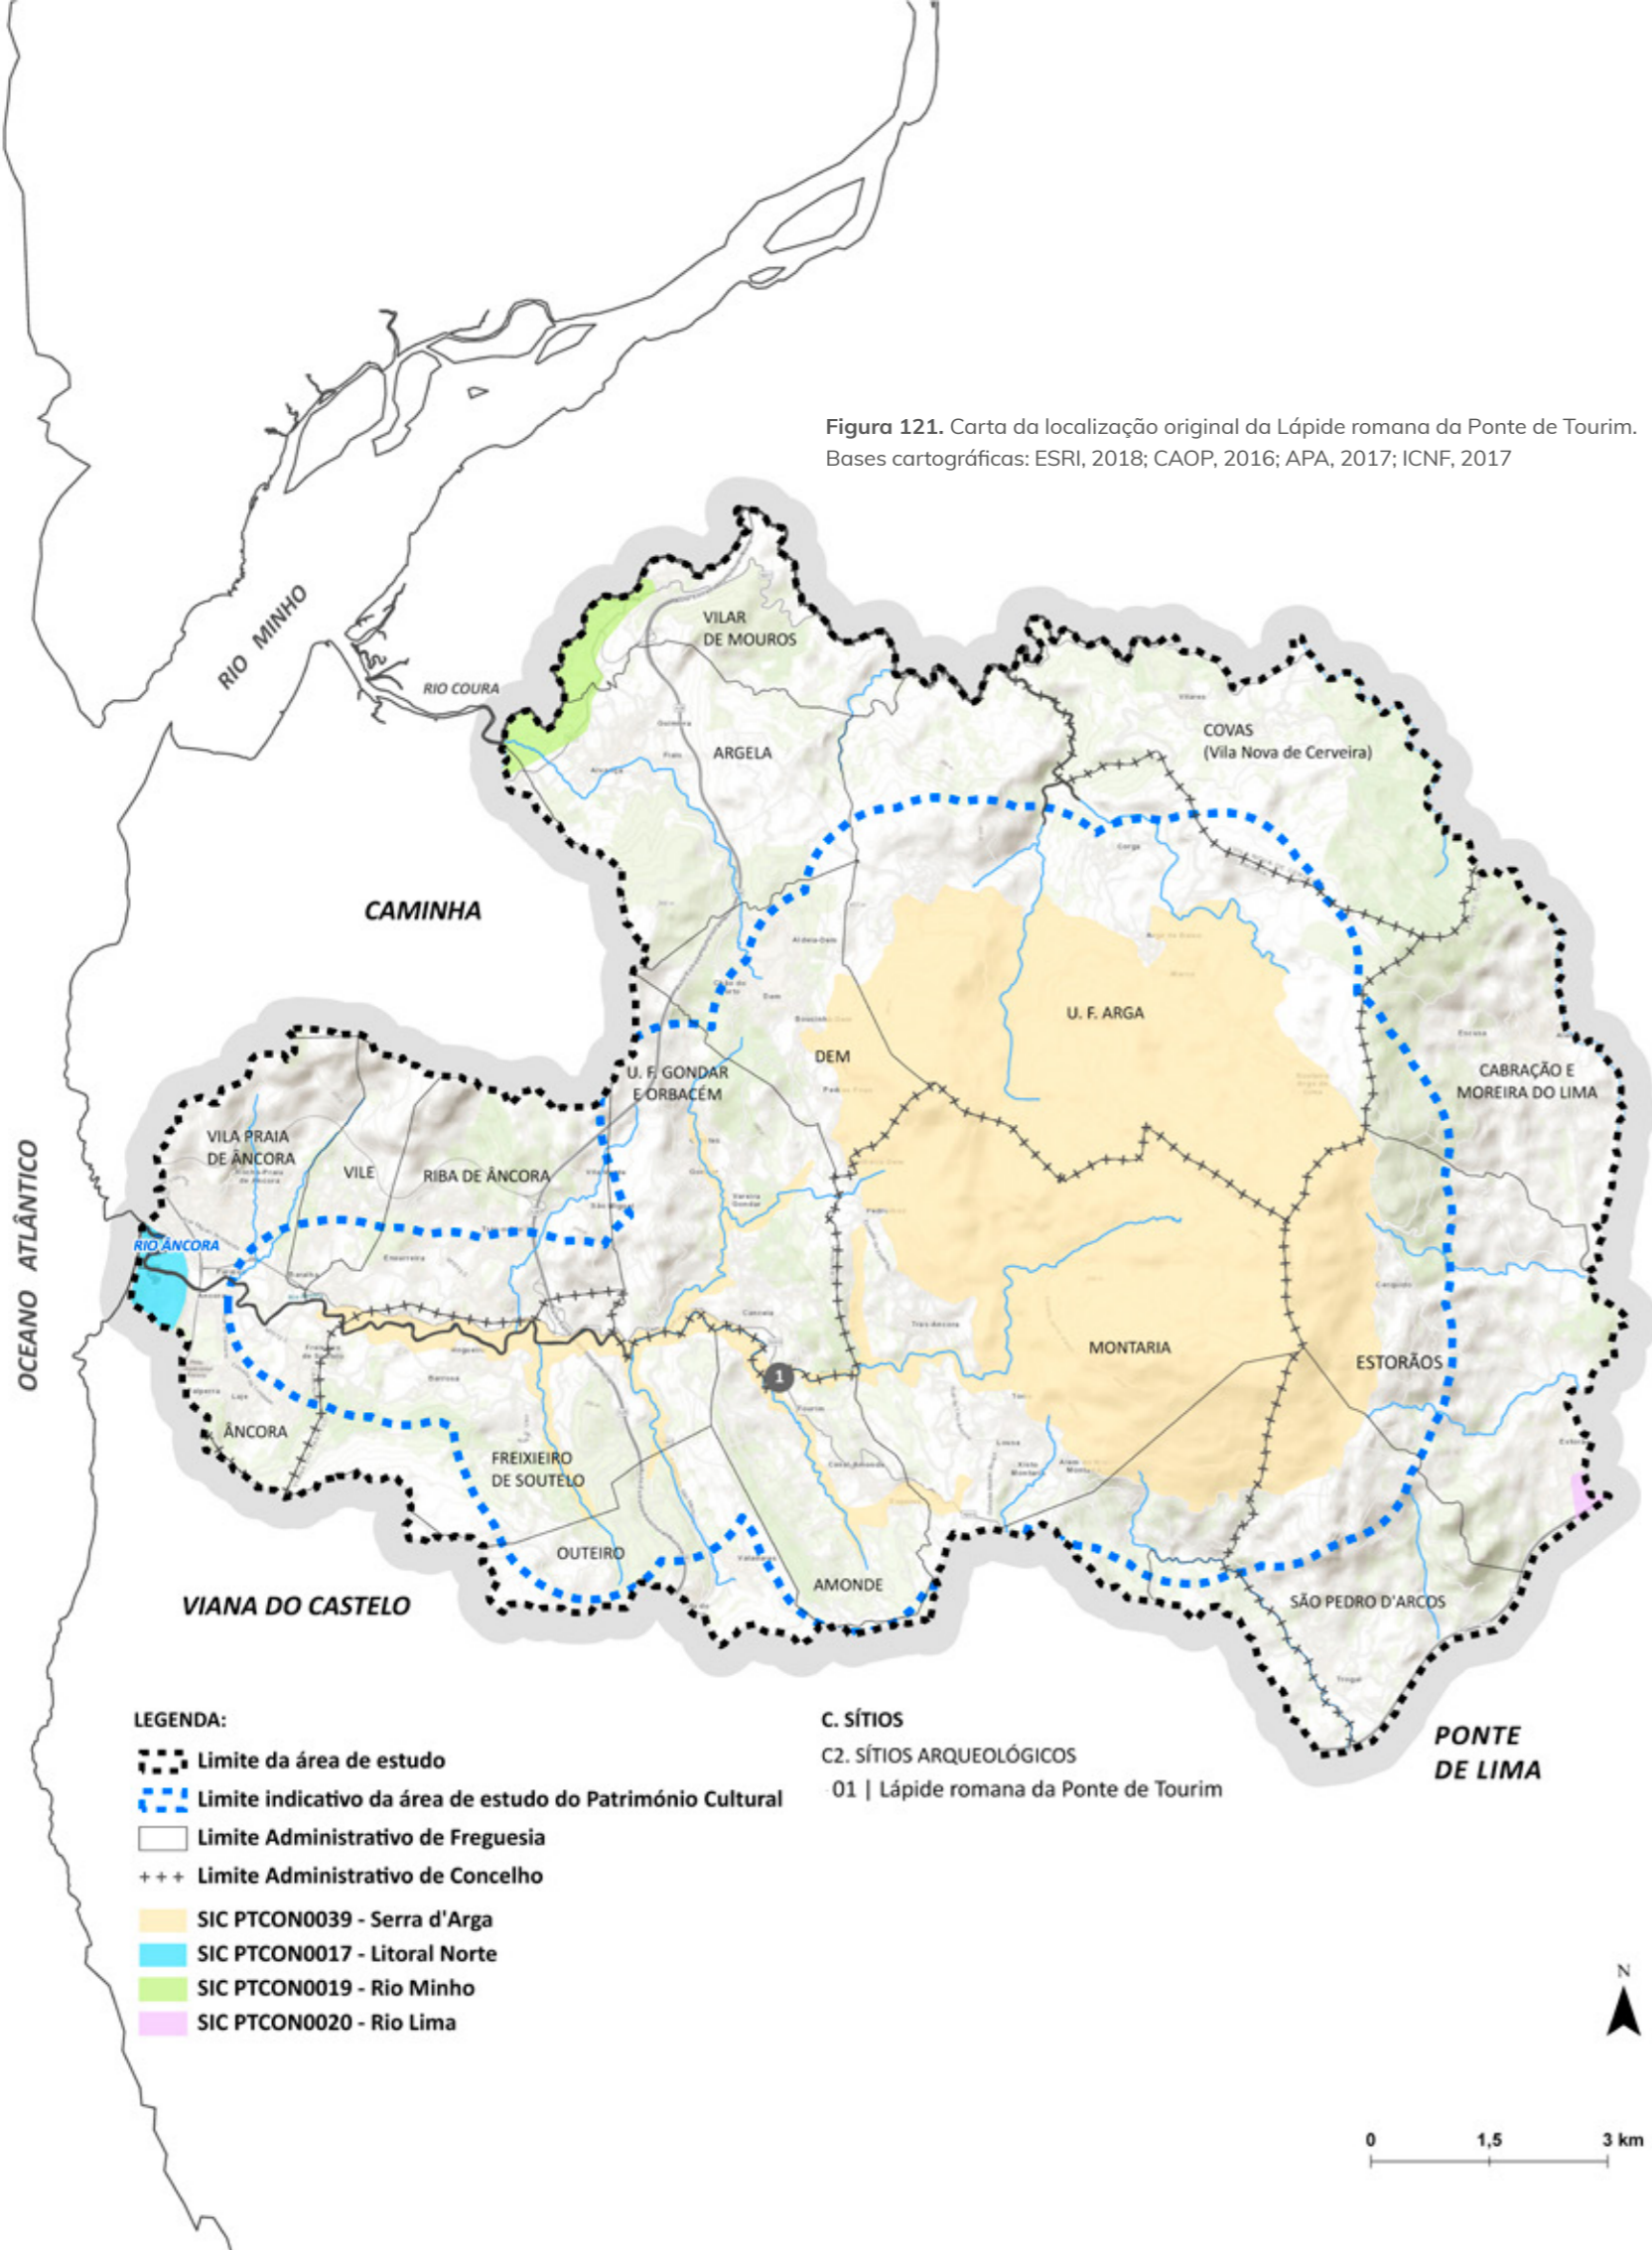 Figura 121. Carta da localização original da Lápide romana da Ponte de Tourim.
Bases cartográficas: ESRI, 2018; CAOP, 2016; APA, 2017; ICNF, 2017
RIO MINHO
RIO COURA
VILAR
DE MOUROS
ARGELA
COVAS
(Vila Nova de Cerveira)
CAMINHA
Aldeia-Dem
Dem
U. F. ARGA
DEM
U. F. GONDAR
E ORBACÉM
CABRAÇÃO E
MOREIRA DO LIMA
VILA PRAIA
DE ÂNCORA
VILE
RIBA DE ÂNCORA
OCEANO ATLÂNTICO
RIO ÂNCORA
1
MONTARIA
ESTORÃOS
ÂNCORA
FREIXIEIRO
DE SOUTELO
OUTEIRO
AMONDE
SÃO PEDRO D'ARCOS
VIANA DO CASTELO
PONTE
DE LIMA
LEGENDA:
Limite da área de estudo
Limite indicativo da área de estudo do Património Cultural
Limite Administrativo de Freguesia
+++ Limite Administrativo de Concelho
SIC PTCON0039 - Serra d'Arga
SIC PTCON0017 - Litoral Norte
SIC PTCON0019 - Rio Minho
SIC PTCON0020 - Rio Lima
C. SÍTIOS
C2. SÍTIOS ARQUEOLÓGICOS
01 | Lápide romana da Ponte de Tourim
N
0 1,5 3 km